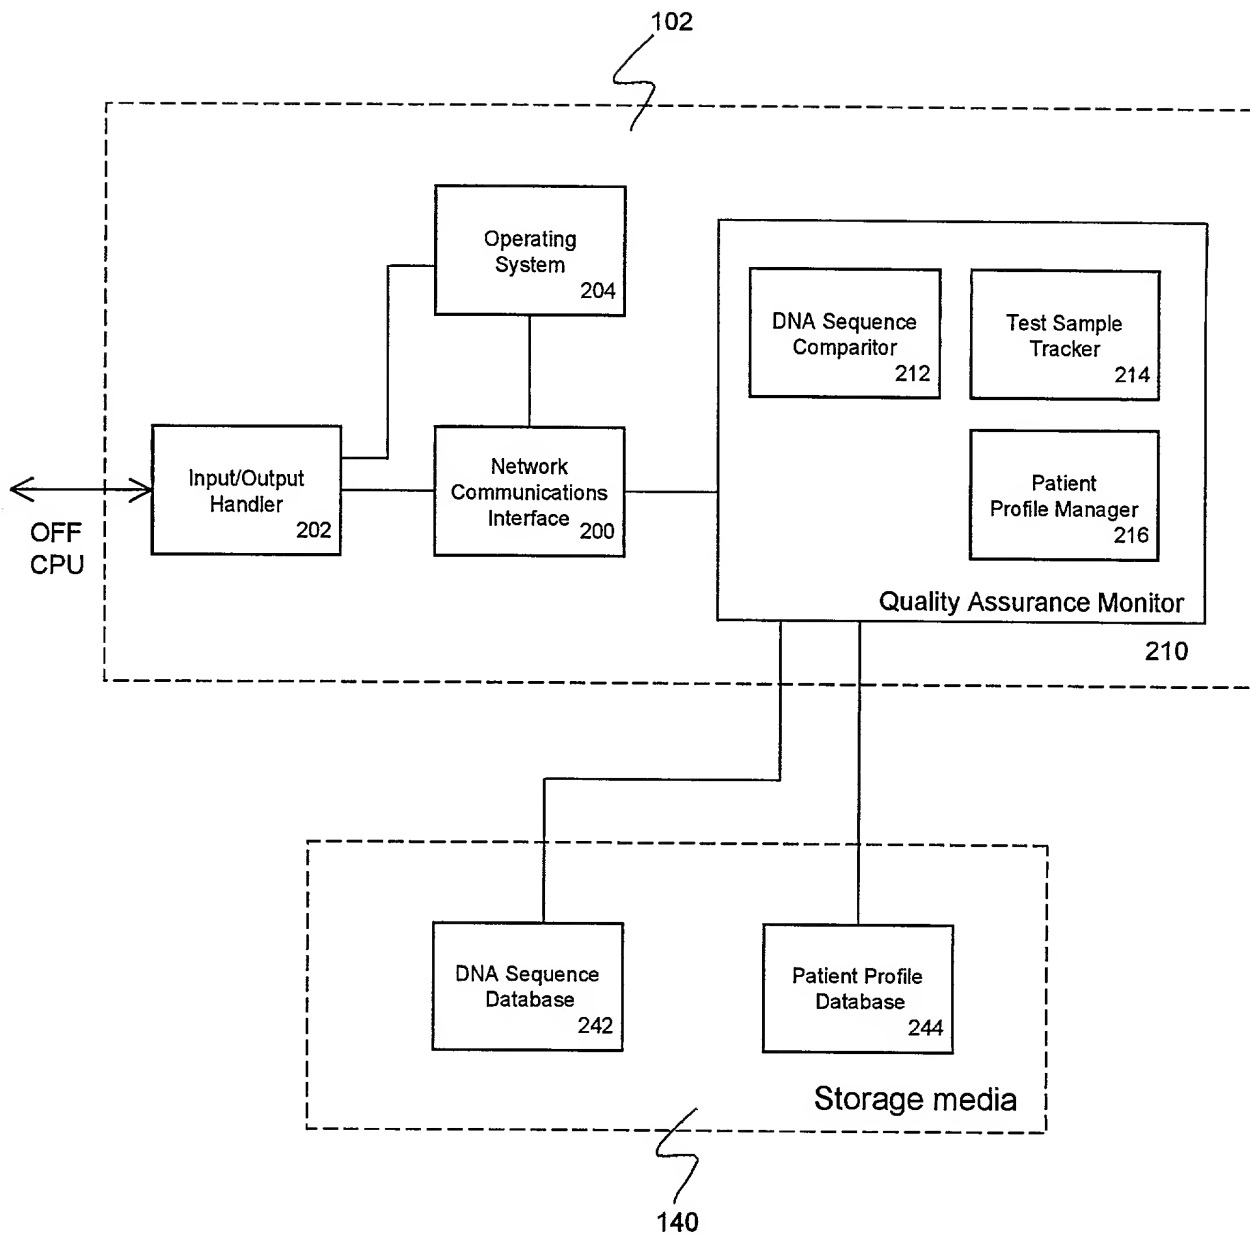 102
Operating
System
204
DNA Sequence
Comparitor
212
Test Sample
Tracker
214
Input/Output
Handler
202
Network
Communications
Interface
200
Patient
Profile Manager
216
OFF
CPU
Quality Assurance Monitor
210
DNA Sequence
Database
242
Patient Profile
Database
244
Storage media
140